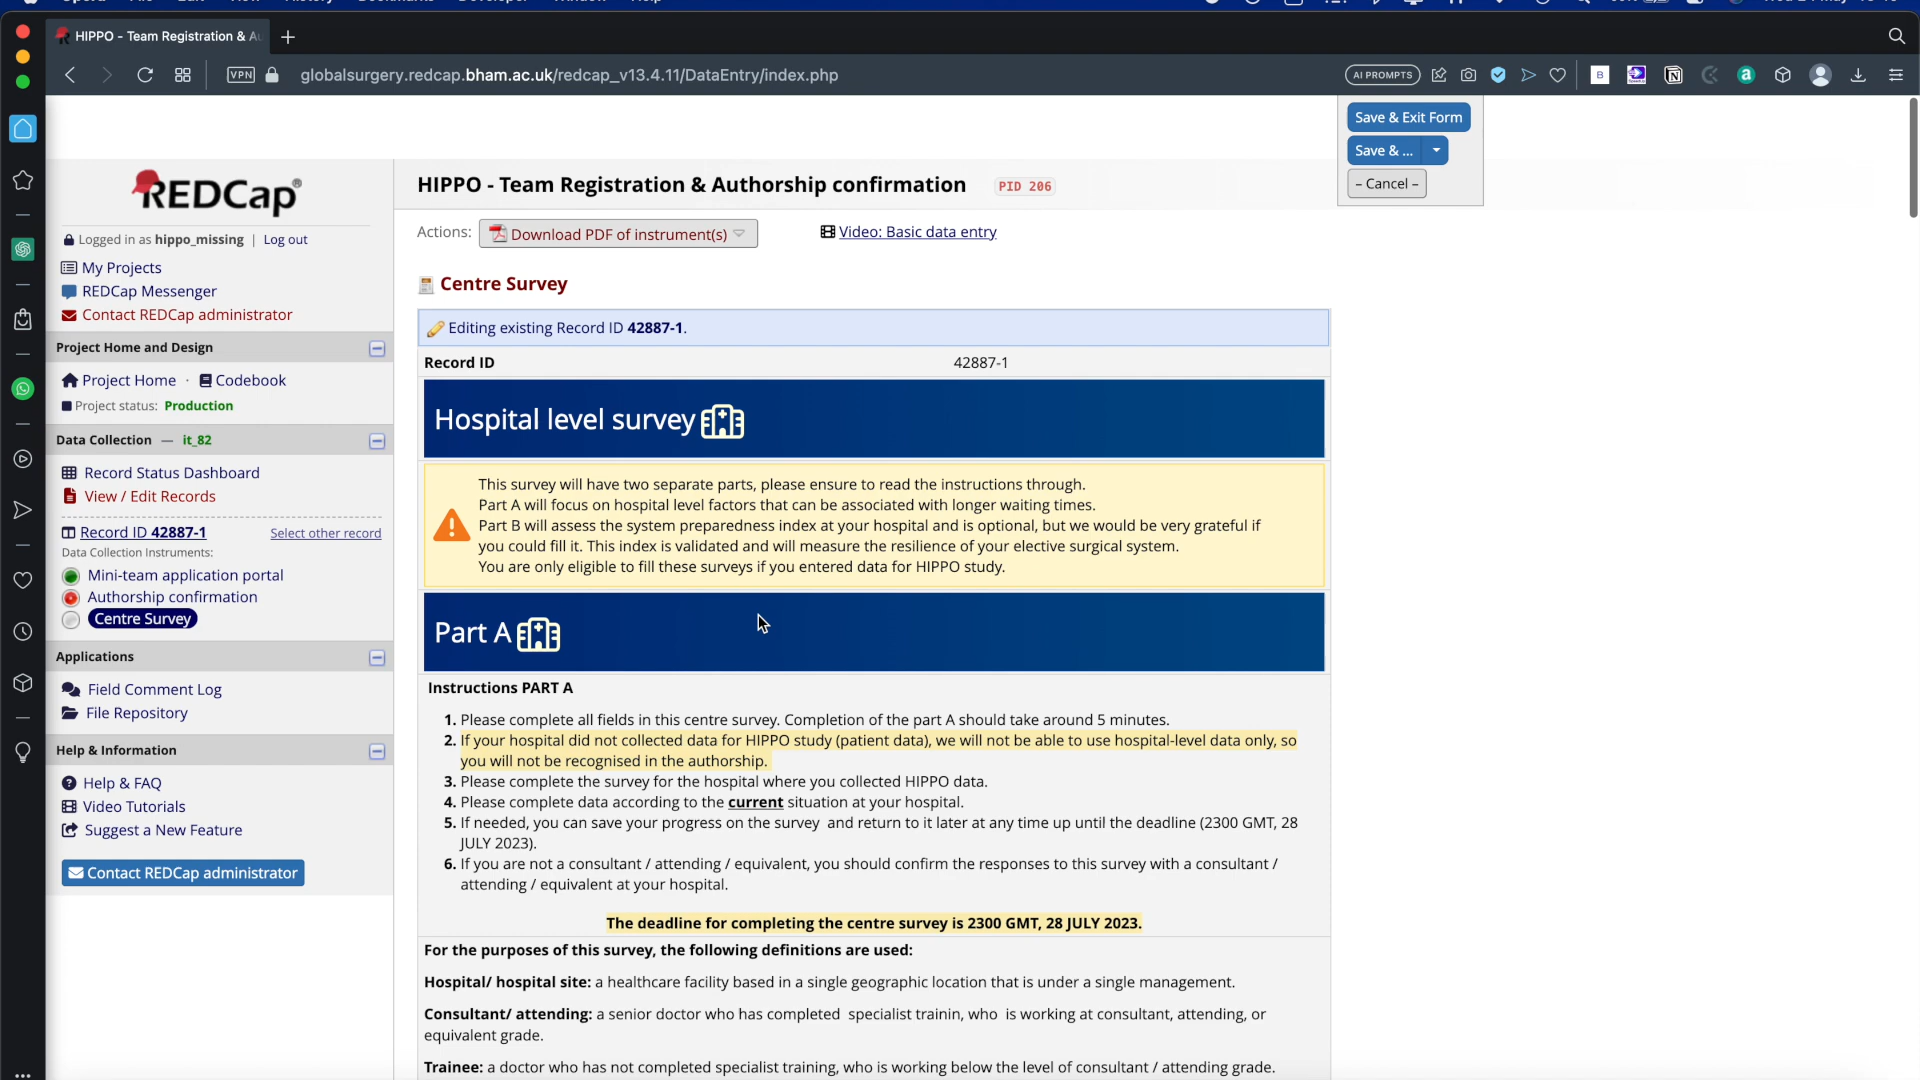 HIPPO - Team Registration & Au
VPN
globalsurgery.redcap.bham.ac.uk/redcap_v13.4.11/DataEntry/index.php
AI PROMPTS
Save & Exit Form
Save & ...
– Cancel –
REDCap®
Logged in as hippo_missing | Log out
My Projects
REDCap Messenger
Contact REDCap administrator
Project Home and Design
Project Home · Codebook
Project status: Production
Data Collection — it_82
Record Status Dashboard
View / Edit Records
Record ID 42887-1 Select other record
Data Collection Instruments:
Mini-team application portal
Authorship confirmation
Centre Survey
Applications
Field Comment Log
File Repository
Help & Information
Help & FAQ
Video Tutorials
Suggest a New Feature
Contact REDCap administrator
HIPPO - Team Registration & Authorship confirmation PID 206
Actions: Download PDF of instrument(s) Video: Basic data entry
Centre Survey
Editing existing Record ID 42887-1.
Record ID 42887-1
Hospital level survey
This survey will have two separate parts, please ensure to read the instructions through.
Part A will focus on hospital level factors that can be associated with longer waiting times.
Part B will assess the system preparedness index at your hospital and is optional, but we would be very grateful if
you could fill it. This index is validated and will measure the resilience of your elective surgical system.
You are only eligible to fill these surveys if you entered data for HIPPO study.
Part A
Instructions PART A
1. Please complete all fields in this centre survey. Completion of the part A should take around 5 minutes.
2. If your hospital did not collected data for HIPPO study (patient data), we will not be able to use hospital-level data only, so
you will not be recognised in the authorship.
3. Please complete the survey for the hospital where you collected HIPPO data.
4. Please complete data according to the current situation at your hospital.
5. If needed, you can save your progress on the survey and return to it later at any time up until the deadline (2300 GMT, 28
JULY 2023).
6. If you are not a consultant / attending / equivalent, you should confirm the responses to this survey with a consultant /
attending / equivalent at your hospital.
The deadline for completing the centre survey is 2300 GMT, 28 JULY 2023.
For the purposes of this survey, the following definitions are used:
Hospital/ hospital site: a healthcare facility based in a single geographic location that is under a single management.
Consultant/ attending: a senior doctor who has completed specialist trainin, who is working at consultant, attending, or
equivalent grade.
Trainee: a doctor who has not completed specialist training, who is working below the level of consultant / attending grade.